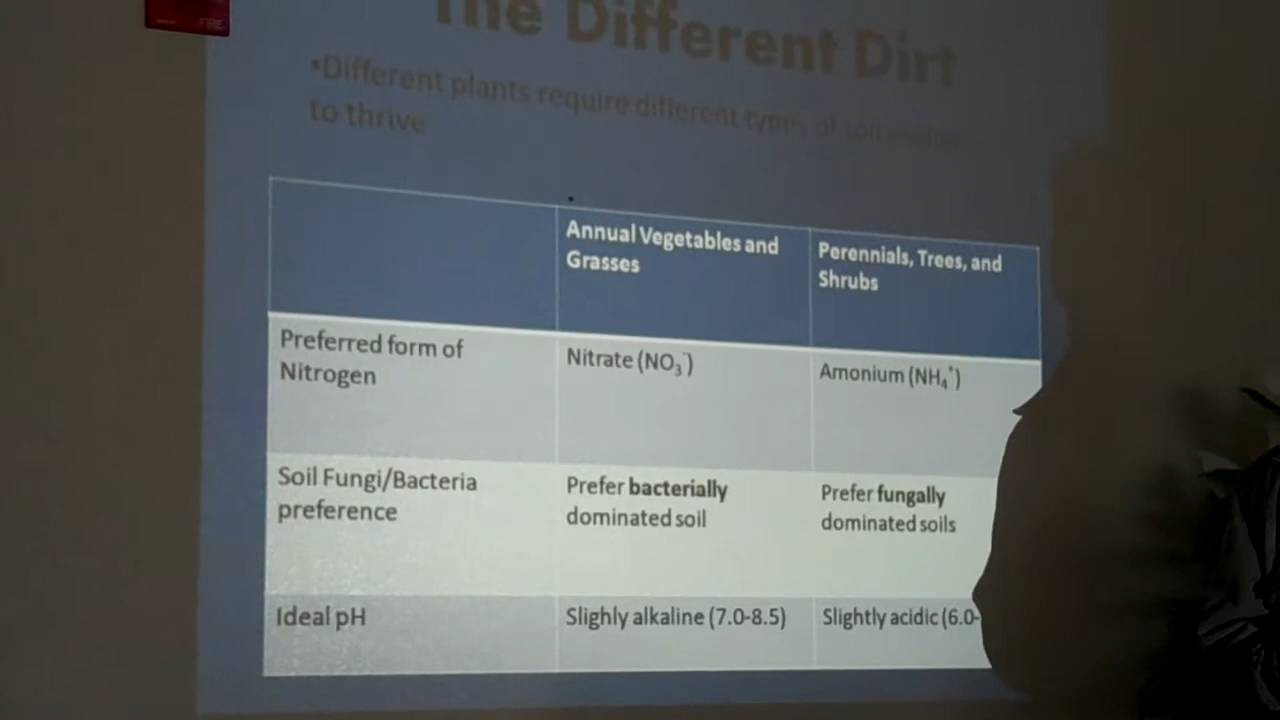 FIRE
The Different Dirt
•Different plants require different types of soil
to thrive
Annual Vegetables and
Grasses
Perennials, Trees, and
Shrubs
Preferred form of
Nitrogen
Nitrate (NO₃⁻)
Amonium (NH₄⁺)
Soil Fungi/Bacteria
preference
Prefer bacterially
dominated soil
Prefer fungally
dominated soils
Ideal pH
Slighly alkaline (7.0-8.5)
Slightly acidic (6.0-